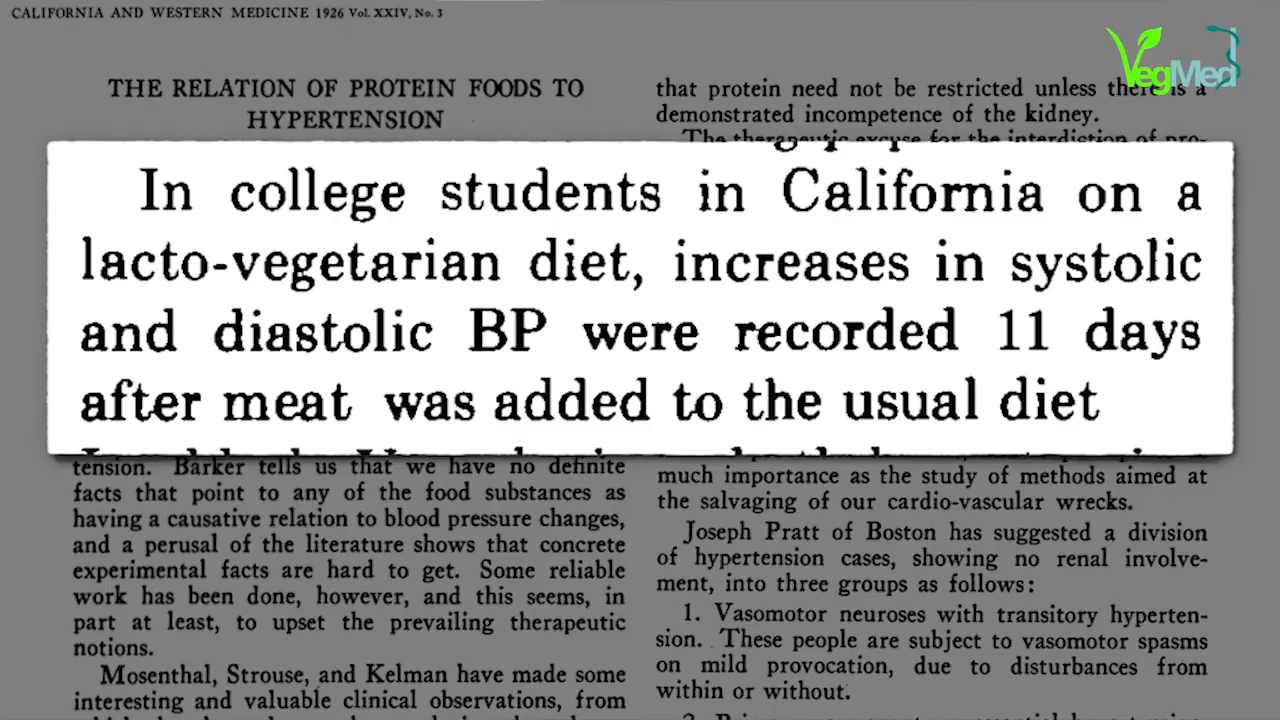 CALIFORNIA AND WESTERN MEDICINE 1926 Vol. XXIV, No. 3
VegMed
THE RELATION OF PROTEIN FOODS TO
HYPERTENSION
that protein need not be restricted unless there is a
demonstrated incompetence of the kidney.
The therapeutic excuse for the interdiction of pro-
In college students in California on a
lacto-vegetarian diet, increases in systolic
and diastolic BP were recorded 11 days
after meat was added to the usual diet
tension. Barker tells us that we have no definite
facts that point to any of the food substances as
having a causative relation to blood pressure changes,
and a perusal of the literature shows that concrete
experimental facts are hard to get. Some reliable
work has been done, however, and this seems, in
part at least, to upset the prevailing therapeutic
notions.
Mosenthal, Strouse, and Kelman have made some
interesting and valuable clinical observations, from
much importance as the study of methods aimed at
the salvaging of our cardio-vascular wrecks.
Joseph Pratt of Boston has suggested a division
of hypertension cases, showing no renal involve-
ment, into three groups as follows:
1. Vasomotor neuroses with transitory hyperten-
sion. These people are subject to vasomotor spasms
on mild provocation, due to disturbances from
within or without.